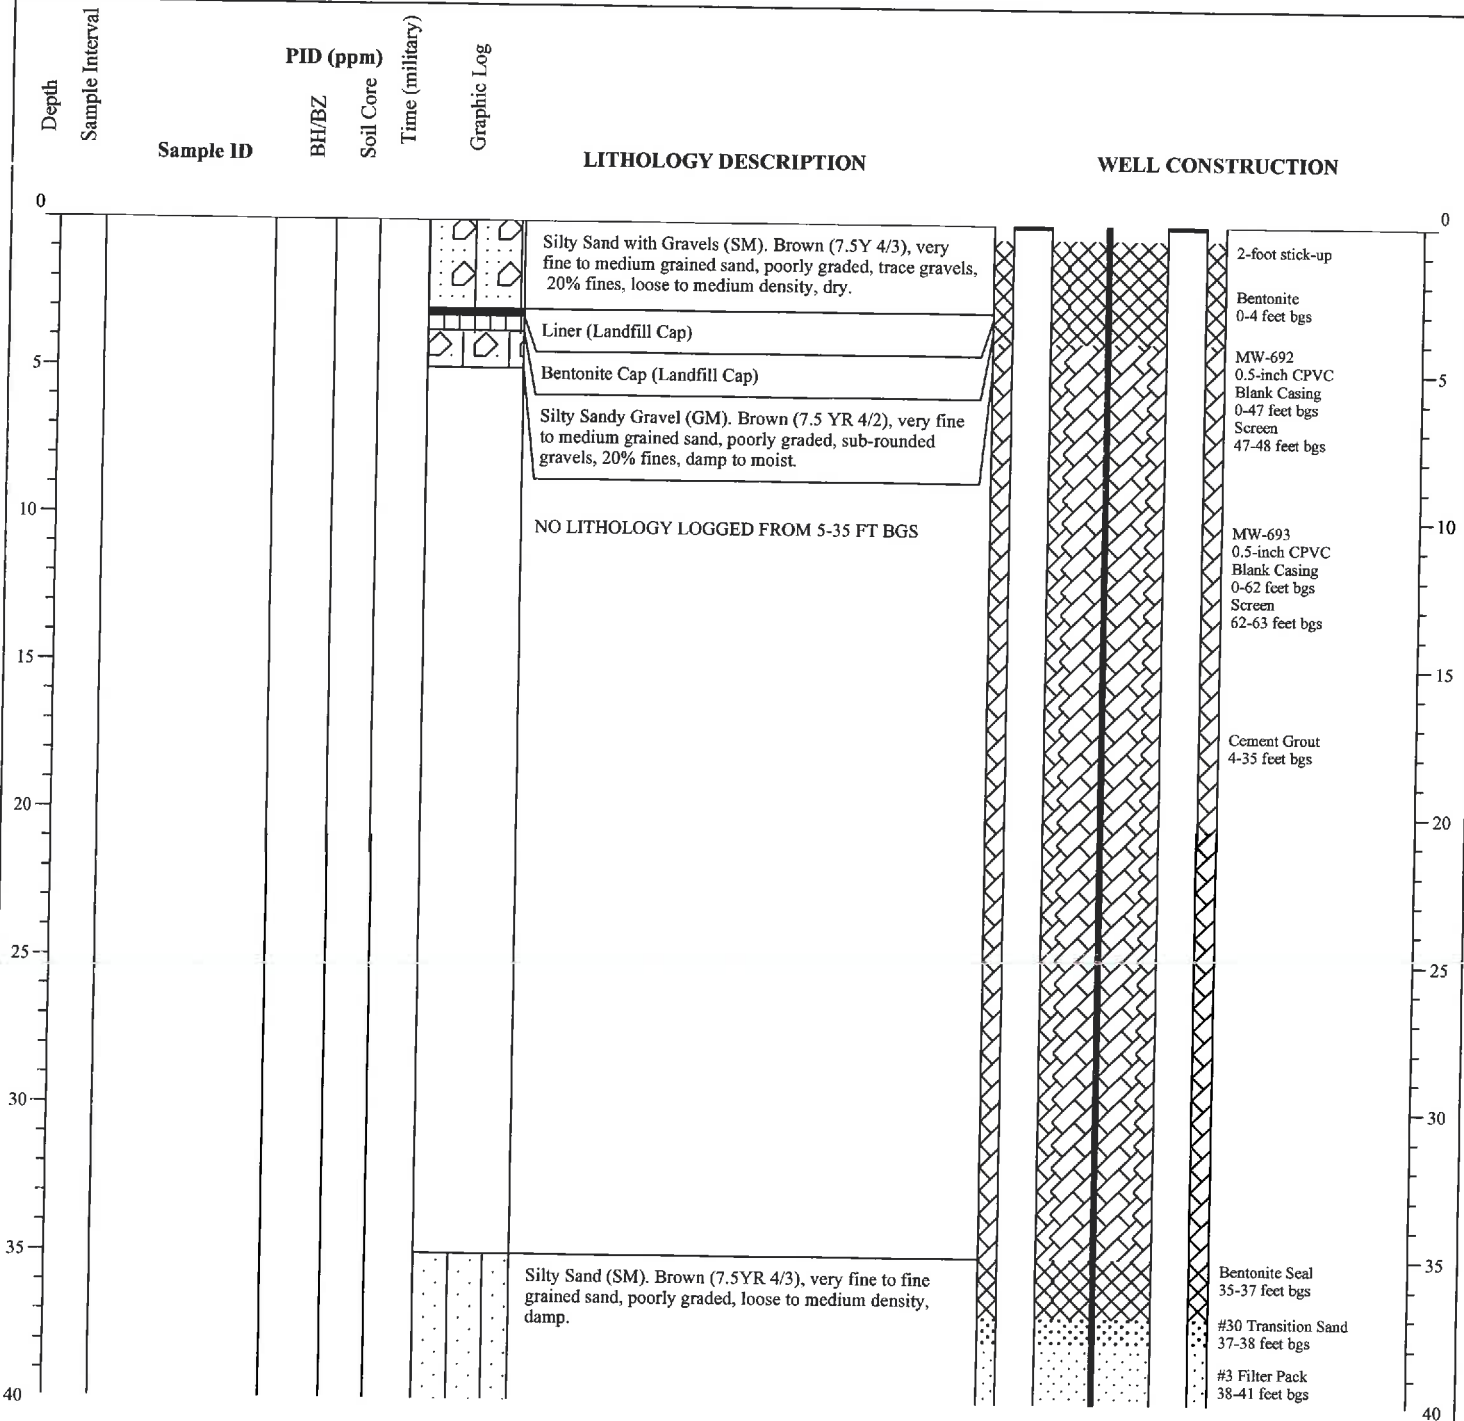 Depth
Sample Interval
Sample ID
PID (ppm)
BH/BZ
Soil Core
Time (military)
Graphic Log
LITHOLOGY DESCRIPTION
WELL CONSTRUCTION
0
5
10
15
20
25
30
35
40
Silty Sand with Gravels (SM). Brown (7.5Y 4/3), very
fine to medium grained sand, poorly graded, trace gravels,
20% fines, loose to medium density, dry.
Liner (Landfill Cap)
Bentonite Cap (Landfill Cap)
Silty Sandy Gravel (GM). Brown (7.5 YR 4/2), very fine
to medium grained sand, poorly graded, sub-rounded
gravels, 20% fines, damp to moist.
NO LITHOLOGY LOGGED FROM 5-35 FT BGS
Silty Sand (SM). Brown (7.5YR 4/3), very fine to fine
grained sand, poorly graded, loose to medium density,
damp.
2-foot stick-up
Bentonite
0-4 feet bgs
MW-692
0.5-inch CPVC
Blank Casing
0-47 feet bgs
Screen
47-48 feet bgs
MW-693
0.5-inch CPVC
Blank Casing
0-62 feet bgs
Screen
62-63 feet bgs
Cement Grout
4-35 feet bgs
Bentonite Seal
35-37 feet bgs
#30 Transition Sand
37-38 feet bgs
#3 Filter Pack
38-41 feet bgs
0
5
10
15
20
25
30
35
40